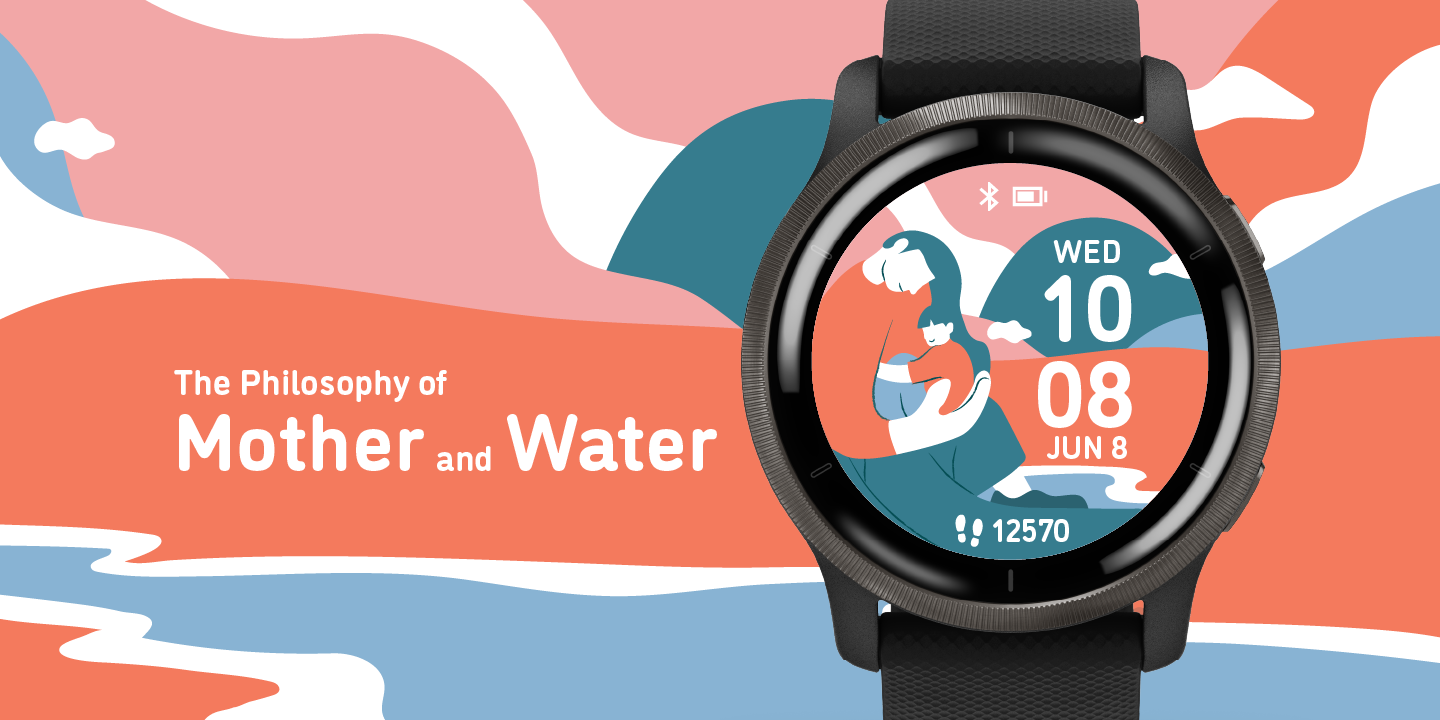 The Philosophy of
Mother and Water
WED
10
08
JUN 8
12570